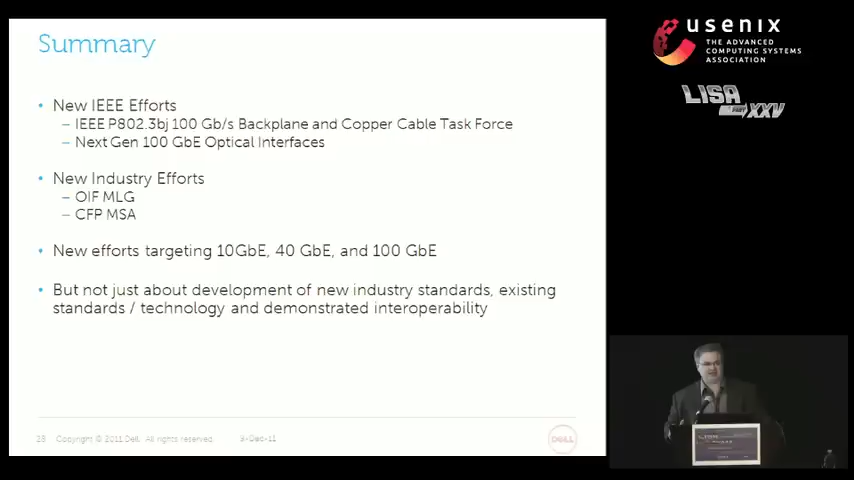 Summary
• New IEEE Efforts
– IEEE P802.3bj 100 Gb/s Backplane and Copper Cable Task Force
– Next Gen 100 GbE Optical Interfaces
• New Industry Efforts
– OIF MLG
– CFP MSA
• New efforts targeting 10GbE, 40 GbE, and 100 GbE
• But not just about development of new industry standards, existing
standards / technology and demonstrated interoperability
Copyright © 2011 Dell. All rights reserved.
9-Dec-11
DELL
usenix
THE ADVANCED
COMPUTING SYSTEMS
ASSOCIATION
LISA
XXV